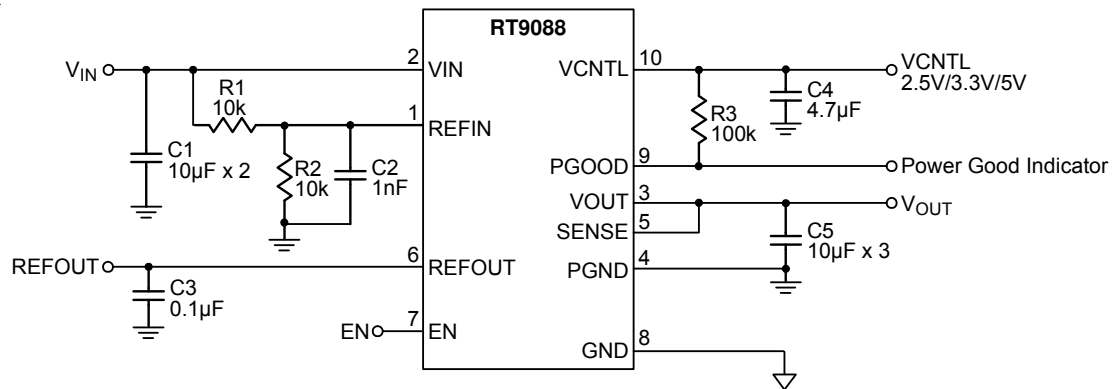 RT9088
V_IN
2
VIN
R1
10k
1
REFIN
C1
10µF x 2
R2
10k
C2
1nF
REFOUT
6
REFOUT
C3
0.1µF
EN
7
EN
VCNTL
10
VCNTL
2.5V/3.3V/5V
R3
100k
C4
4.7µF
PGOOD
9
Power Good Indicator
VOUT
3
V_OUT
SENSE
5
C5
10µF x 3
PGND
4
GND
8